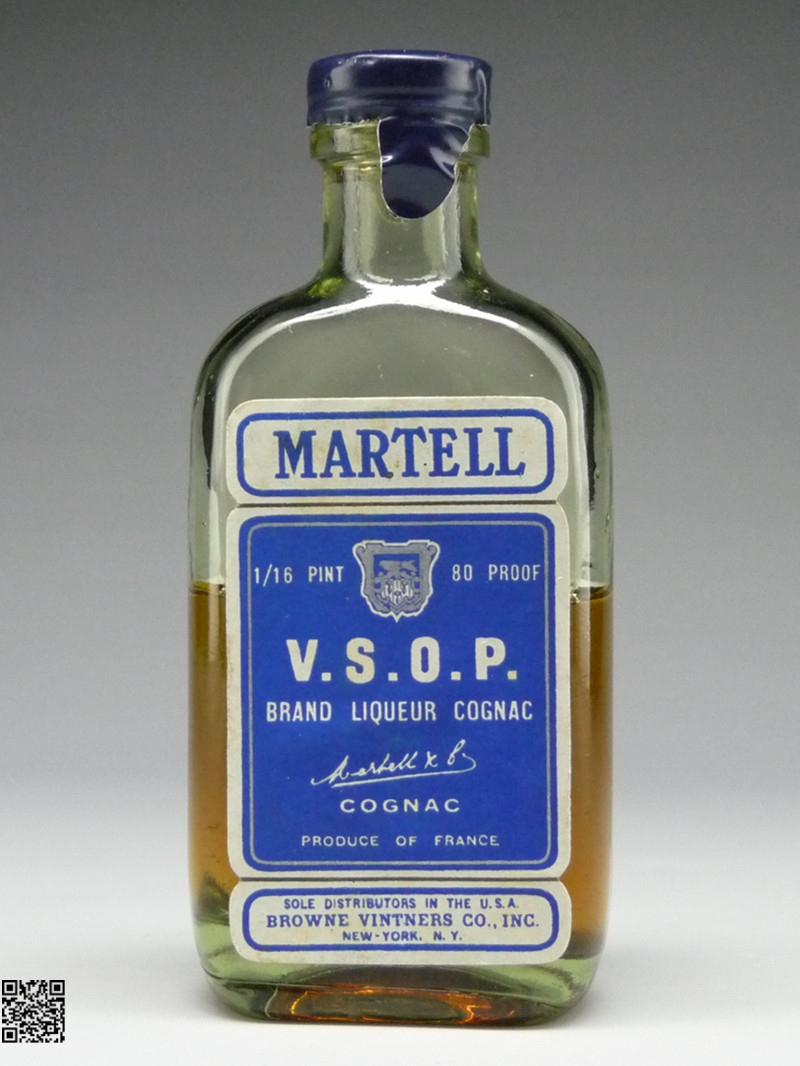 MARTELL
1/16 PINT 80 PROOF
V.S.O.P.
BRAND LIQUEUR COGNAC
Martell & Co
COGNAC
PRODUCE OF FRANCE
SOLE DISTRIBUTORS IN THE U.S.A.
BROWNE VINTNERS CO., INC.
NEW-YORK, N. Y.